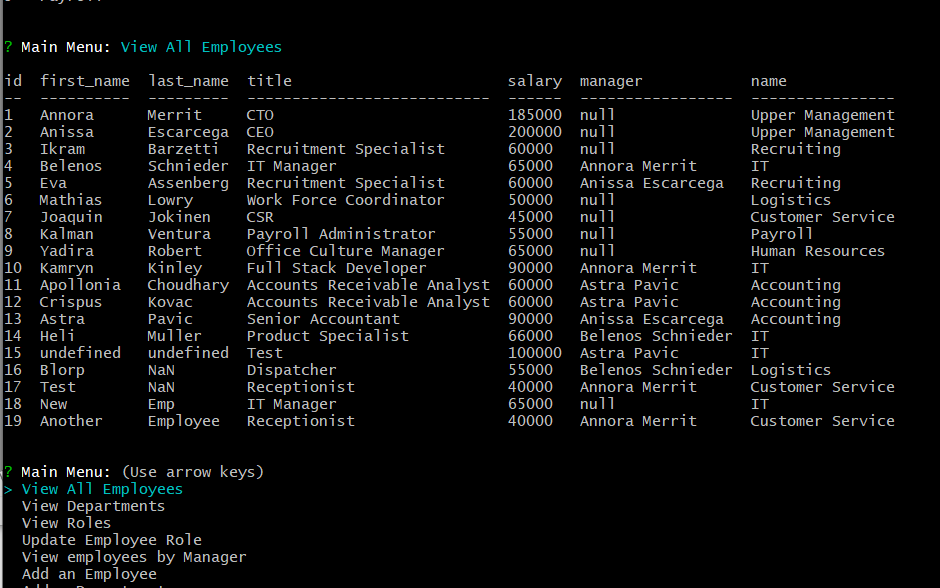 ? Main Menu: View All Employees
id first_name last_name title salary manager name
-- ---------- --------- --------------------------- ------ ----------------- ----------------
1 Annora Merrit CTO 185000 null Upper Management
2 Anissa Escarcega CEO 200000 null Upper Management
3 Ikram Barzetti Recruitment Specialist 60000 null Recruiting
4 Belenos Schnieder IT Manager 65000 Annora Merrit IT
5 Eva Assenberg Recruitment Specialist 60000 Anissa Escarcega Recruiting
6 Mathias Lowry Work Force Coordinator 50000 null Logistics
7 Joaquin Jokinen CSR 45000 null Customer Service
8 Kalman Ventura Payroll Administrator 55000 null Payroll
9 Yadira Robert Office Culture Manager 65000 null Human Resources
10 Kamryn Kinley Full Stack Developer 90000 Annora Merrit IT
11 Apollonia Choudhary Accounts Receivable Analyst 60000 Astra Pavic Accounting
12 Crispus Kovac Accounts Receivable Analyst 60000 Astra Pavic Accounting
13 Astra Pavic Senior Accountant 90000 Anissa Escarcega Accounting
14 Heli Muller Product Specialist 66000 Belenos Schnieder IT
15 undefined undefined Test 100000 Astra Pavic IT
16 Blorp NaN Dispatcher 55000 Belenos Schnieder Logistics
17 Test NaN Receptionist 40000 Annora Merrit Customer Service
18 New Emp IT Manager 65000 null IT
19 Another Employee Receptionist 40000 Annora Merrit Customer Service
? Main Menu: (Use arrow keys)
> View All Employees
View Departments
View Roles
Update Employee Role
View employees by Manager
Add an Employee